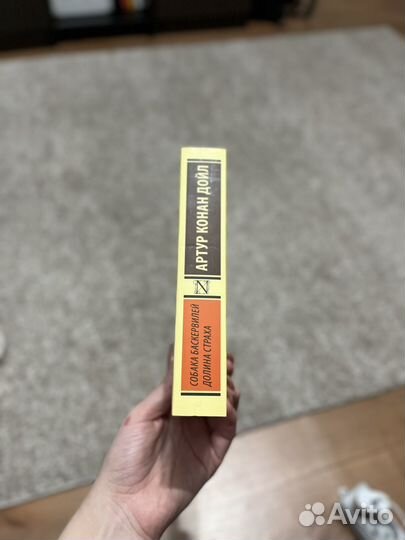 АРТУР КОНАН ДОЙЛ
N
СОБАКА БАСКЕРВИЛЕЙ
ДОЛИНА СТРАХА
Avito